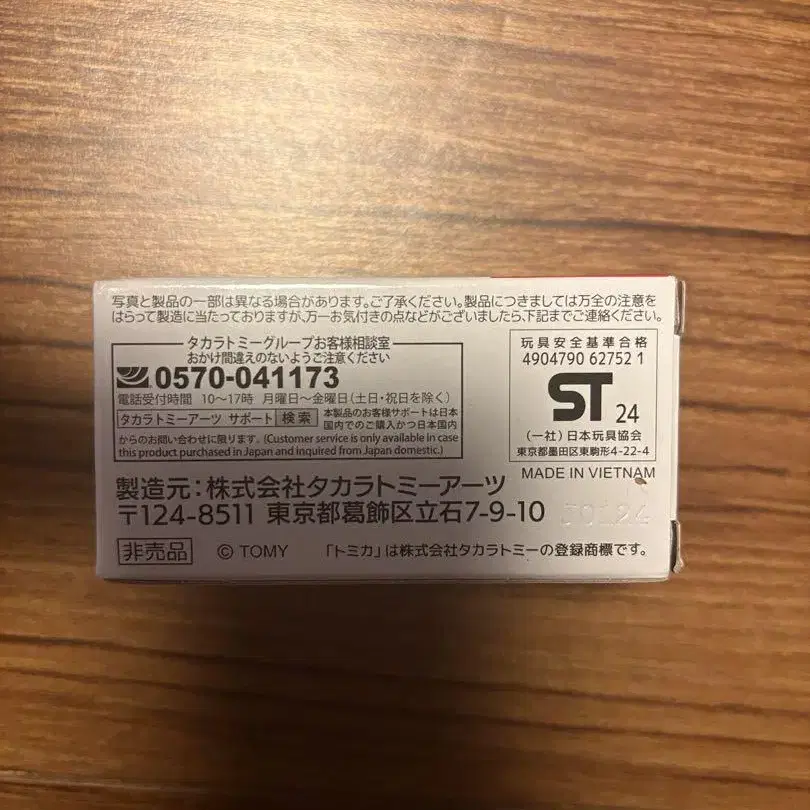 写真と製品の一部は異なる場合があります。ご了承ください。製品につきましては万全の注意を
はらって製造に当たっておりますが、万一お気付きの点などがございましたら、下記までご連絡ください。
タカラトミーグループお客様相談室
おかけ間違えのないようご注意ください
0570-041173
電話受付時間 10～17時 月曜日～金曜日(土日・祝日を除く)
タカラトミーアーツ サポート 検索 本製品のお客様サポートは日本
国内でのご購入かつ日本国内
からのお問い合わせに限ります。(Customer service is only available in case
this product purchased in Japan and inquired from Japan domestic.)
玩具安全基準合格
4904790 62752 1
ST 24
(一社)日本玩具協会
東京都墨田区東駒形4-22-4
MADE IN VIETNAM
製造元:株式会社タカラトミーアーツ
〒124-8511 東京都葛飾区立石7-9-10
非売品 © TOMY 「トミカ」は株式会社タカラトミーの登録商標です。